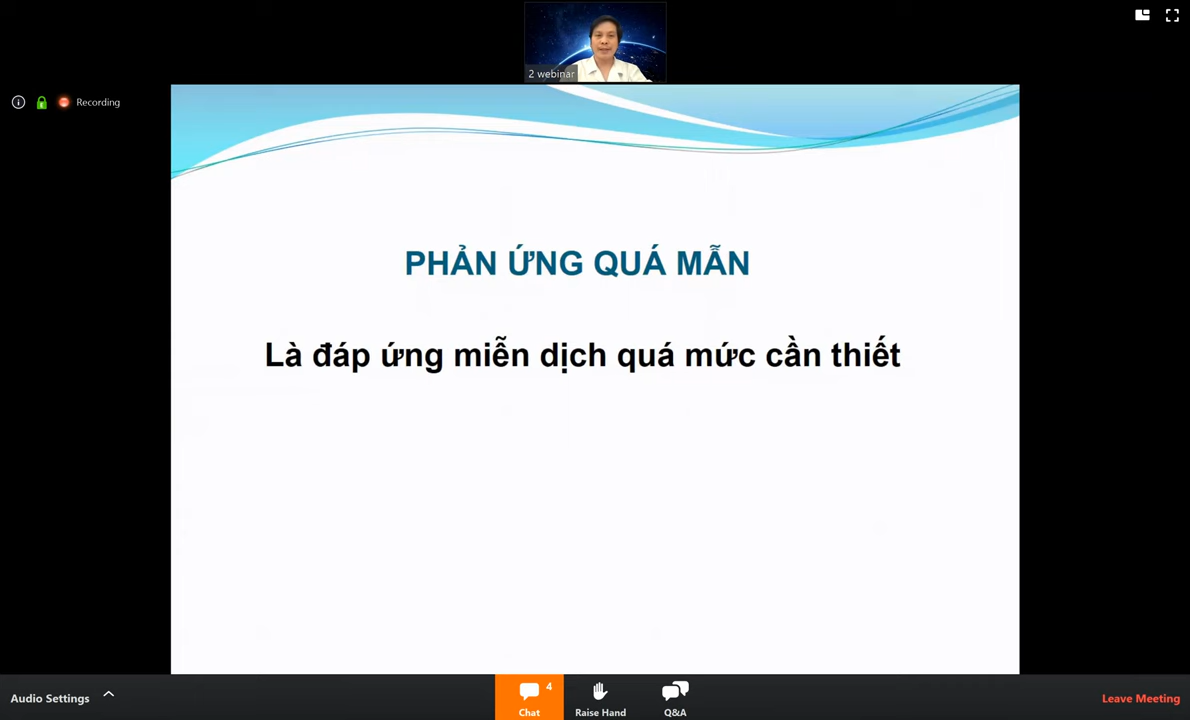 2 webinar
Recording
PHẢN ỨNG QUÁ MẪN
Là đáp ứng miễn dịch quá mức cần thiết
Audio Settings
4
Chat
Raise Hand
Q&A
Leave Meeting